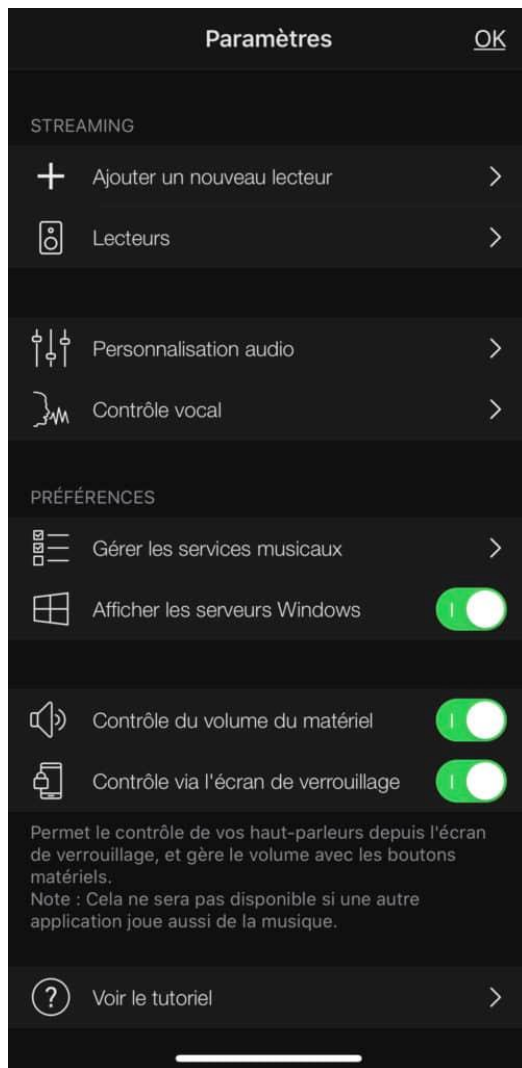 Paramètres
OK
STREAMING
Ajouter un nouveau lecteur
Lecteurs
Personnalisation audio
Contrôle vocal
PRÉFÉRENCES
Gérer les services musicaux
Afficher les serveurs Windows
Contrôle du volume du matériel
Contrôle via l'écran de verrouillage
Permet le contrôle de vos haut-parleurs depuis l'écran
de verrouillage, et gère le volume avec les boutons
matériels.
Note : Cela ne sera pas disponible si une autre
application joue aussi de la musique.
Voir le tutoriel